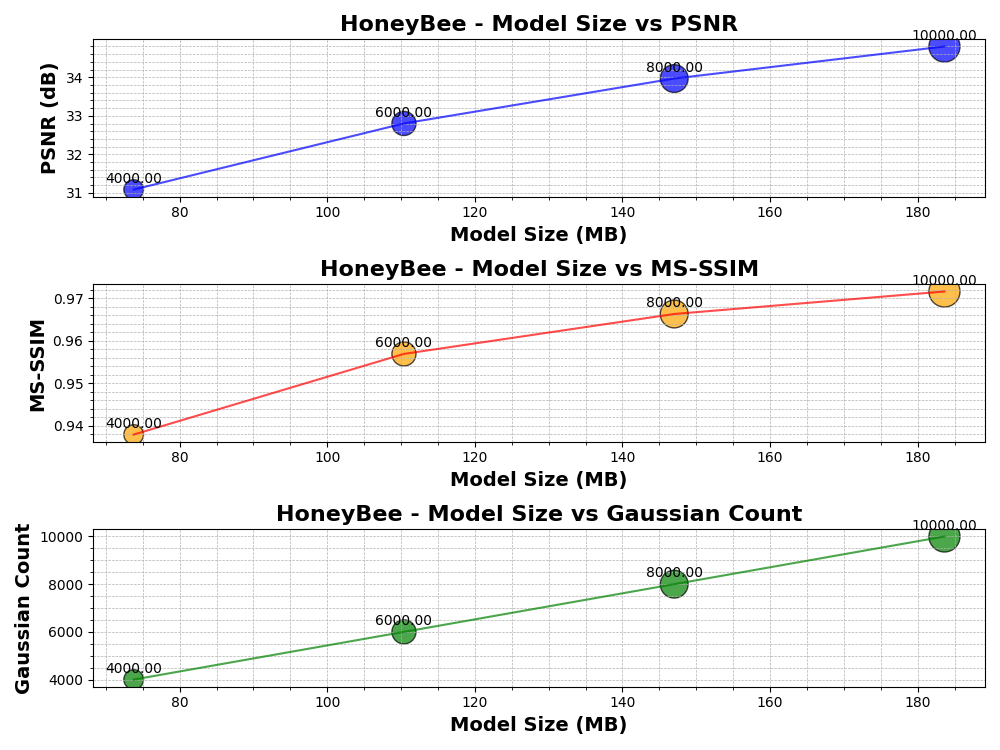 HoneyBee - Model Size vs PSNR
10000.00
8000.00
6000.00
4000.00
34
33
32
31
PSNR (dB)
80 100 120 140 160 180
Model Size (MB)
HoneyBee - Model Size vs MS-SSIM
10000.00
8000.00
6000.00
4000.00
0.97
0.96
0.95
0.94
MS-SSIM
80 100 120 140 160 180
Model Size (MB)
HoneyBee - Model Size vs Gaussian Count
10000.00
8000.00
6000.00
4000.00
10000
8000
6000
4000
Gaussian Count
80 100 120 140 160 180
Model Size (MB)